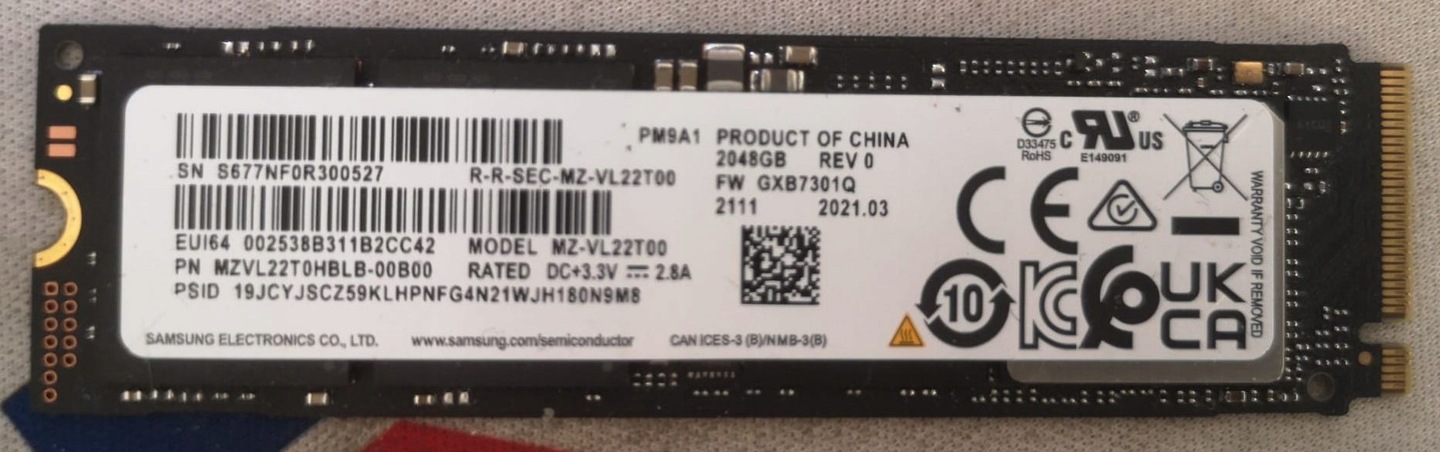 SN S677NF0R300527
R-R-SEC-MZ-VL22T00
EUI64 002538B311B2CC42
MODEL MZ-VL22T00
PN MZVL22T0HBLB-00B00
RATED DC+3.3V ⎓ 2.8A
PSID 19JCYJSCZ59KLHPNFG4N21WJH180N9M8
SAMSUNG ELECTRONICS CO., LTD.
www.samsung.com/semiconductor
CAN ICES-3 (B)/NMB-3(B)
PM9A1 PRODUCT OF CHINA
2048GB REV 0
FW GXB7301Q
2111 2021.03
D33475
RoHS
C RU ® US
E149091
CE
10
KC
UK
CA
WARRANTY VOID IF REMOVED